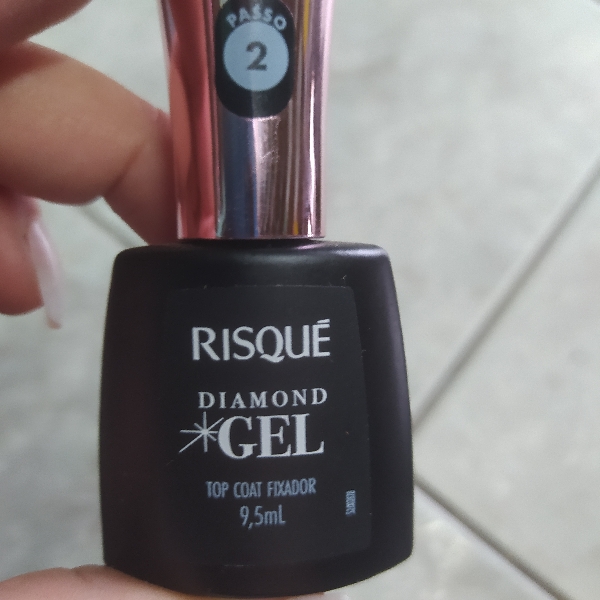 PASSO
2
RISQUÉ
DIAMOND
GEL
TOP COAT FIXADOR
9,5mL